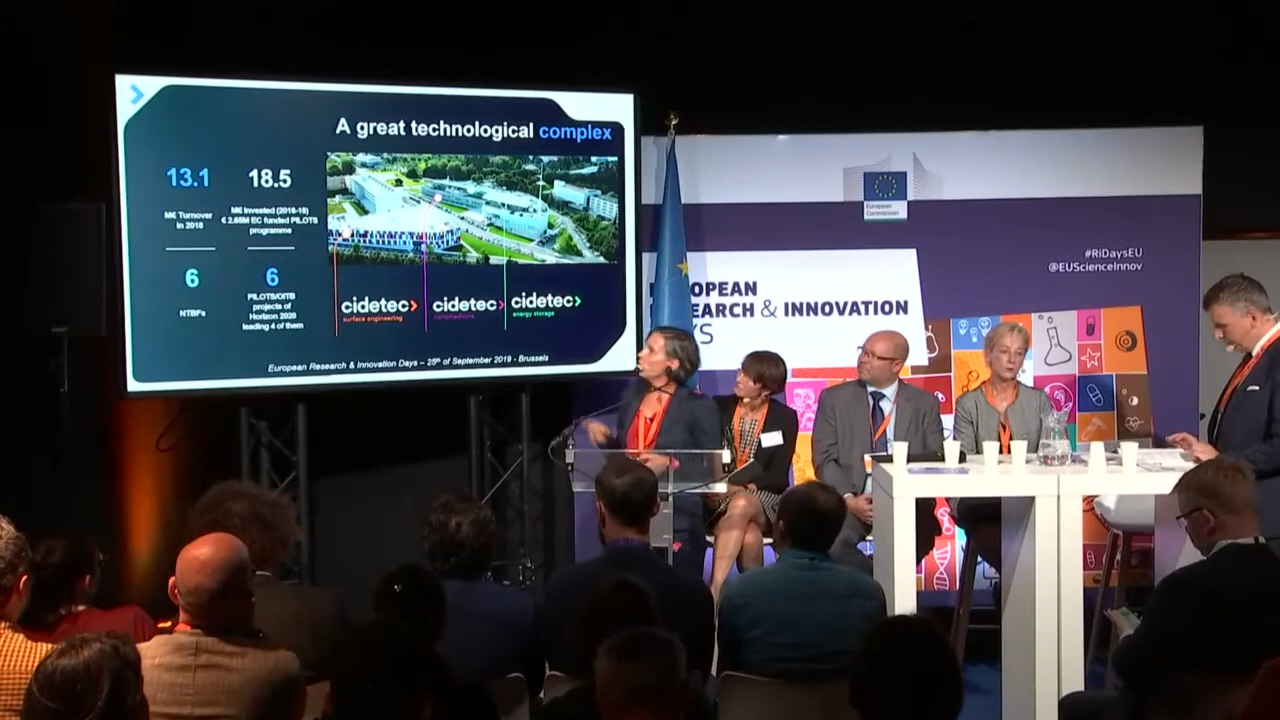 A great technological complex
13.1
18.5
M€ Turnover
in 2018
M€ Invested (2016-18)
€ 2.65M EC funded PILOTS
programme
6
6
NTBFs
PILOTS/OITB
projects of
Horizon 2020
leading 4 of them
cidetec>
surface engineering
cidetec>
nanomedicine
cidetec>
energy storage
European Research & Innovation Days – 25th of September 2019 - Brussels
European
Commission
#RiDaysEU
@EUScienceInnov
OPEAN
EARCH & INNOVATION
YS